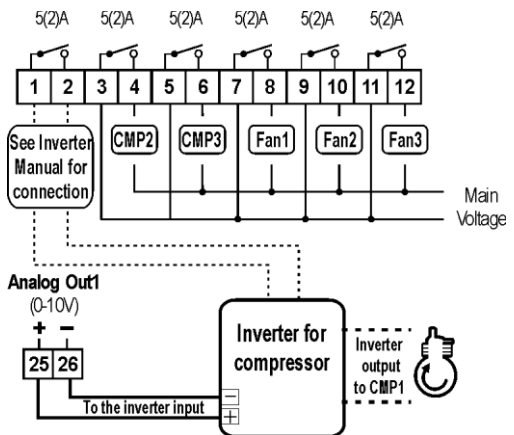 5(2)A 5(2)A 5(2)A 5(2)A 5(2)A 5(2)A
1 2 3 4 5 6 7 8 9 10 11 12
See Inverter
Manual for
connection
CMP2 CMP3 Fan1 Fan2 Fan3
Main
Voltage
Analog Out1
(0-10V)
+ −
25 26
Inverter for
compressor
Inverter
output
to CMP1
−
To the inverter input
+